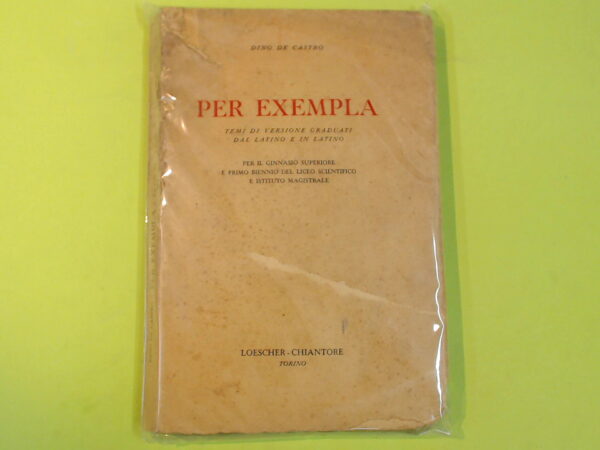 DINO DE CASTRO
PER EXEMPLA
TEMI DI VERSIONE GRADUATI
DAL LATINO E IN LATINO
PER IL GINNASIO SUPERIORE
E PRIMO BIENNIO DEL LICEO SCIENTIFICO
E ISTITUTO MAGISTRALE
LOESCHER-CHIANTORE
TORINO